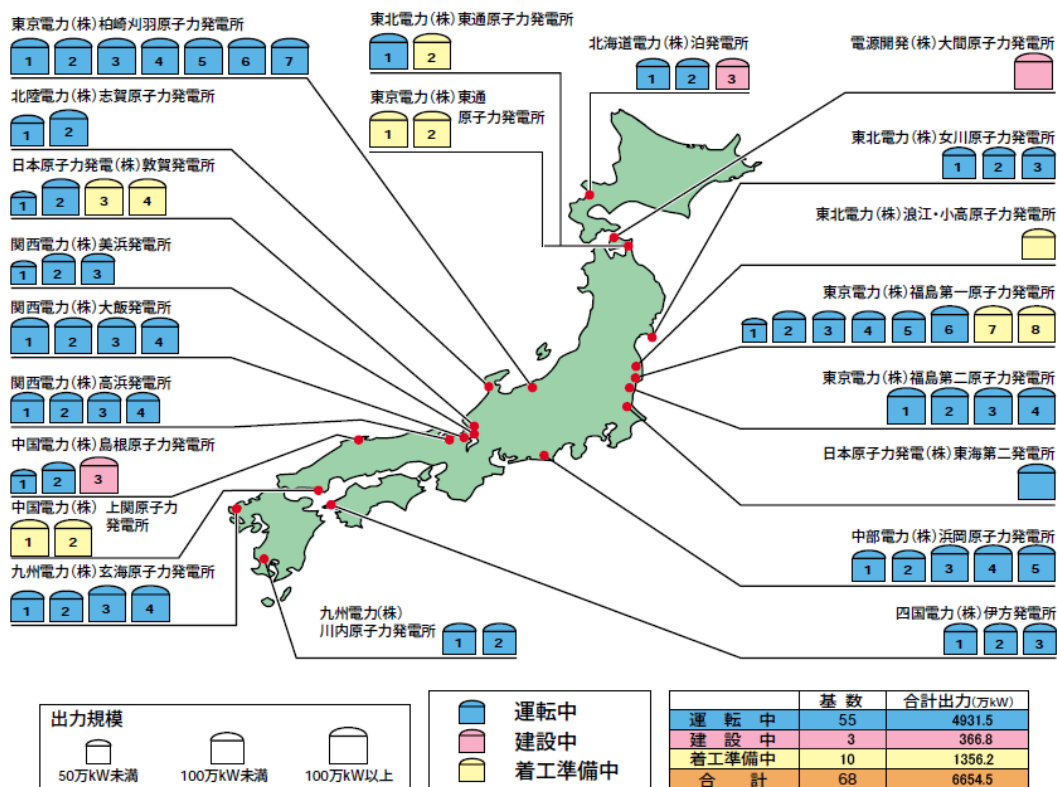 東京電力(株)柏崎刈羽原子力発電所
1 2 3 4 5 6 7
北陸電力(株)志賀原子力発電所
1 2
日本原子力発電(株)敦賀発電所
1 2 3 4
関西電力(株)美浜発電所
1 2 3
関西電力(株)大飯発電所
1 2 3 4
関西電力(株)高浜発電所
1 2 3 4
中国電力(株)島根原子力発電所
1 2 3
中国電力(株) 上関原子力
発電所
1 2
九州電力(株)玄海原子力発電所
1 2 3 4
東北電力(株)東通原子力発電所
1 2
東京電力(株)東通
原子力発電所
1 2
北海道電力(株)泊発電所
1 2 3
電源開発(株)大間原子力発電所
東北電力(株)女川原子力発電所
1 2 3
東北電力(株)浪江・小高原子力発電所
東京電力(株)福島第一原子力発電所
1 2 3 4 5 6 7 8
東京電力(株)福島第二原子力発電所
1 2 3 4
日本原子力発電(株)東海第二発電所
中部電力(株)浜岡原子力発電所
1 2 3 4 5
四国電力(株)伊方発電所
1 2 3
九州電力(株)
川内原子力発電所
1 2
出力規模
50万kW未満 100万kW未満 100万kW以上
運転中
建設中
着工準備中
基数 合計出力(万kW)
運転中 55 4931.5
建設中 3 366.8
着工準備中 10 1356.2
合計 68 6654.5